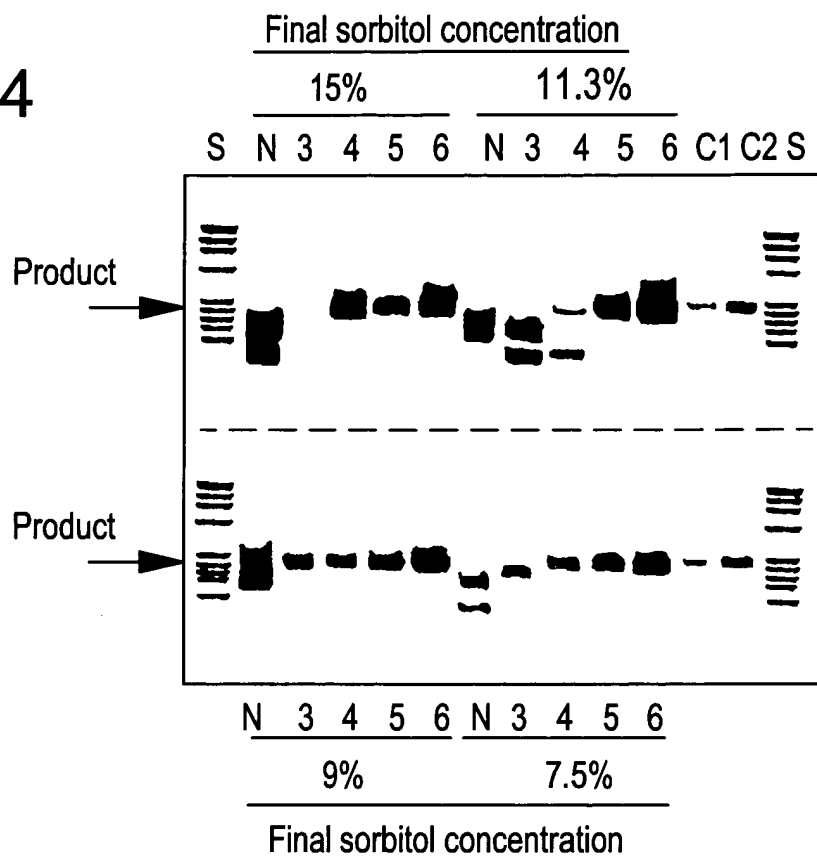 Final sorbitol concentration
4
15% 11.3%
S N 3 4 5 6 N 3 4 5 6 C1 C2 S
Product
Product
N 3 4 5 6 N 3 4 5 6
9% 7.5%
Final sorbitol concentration